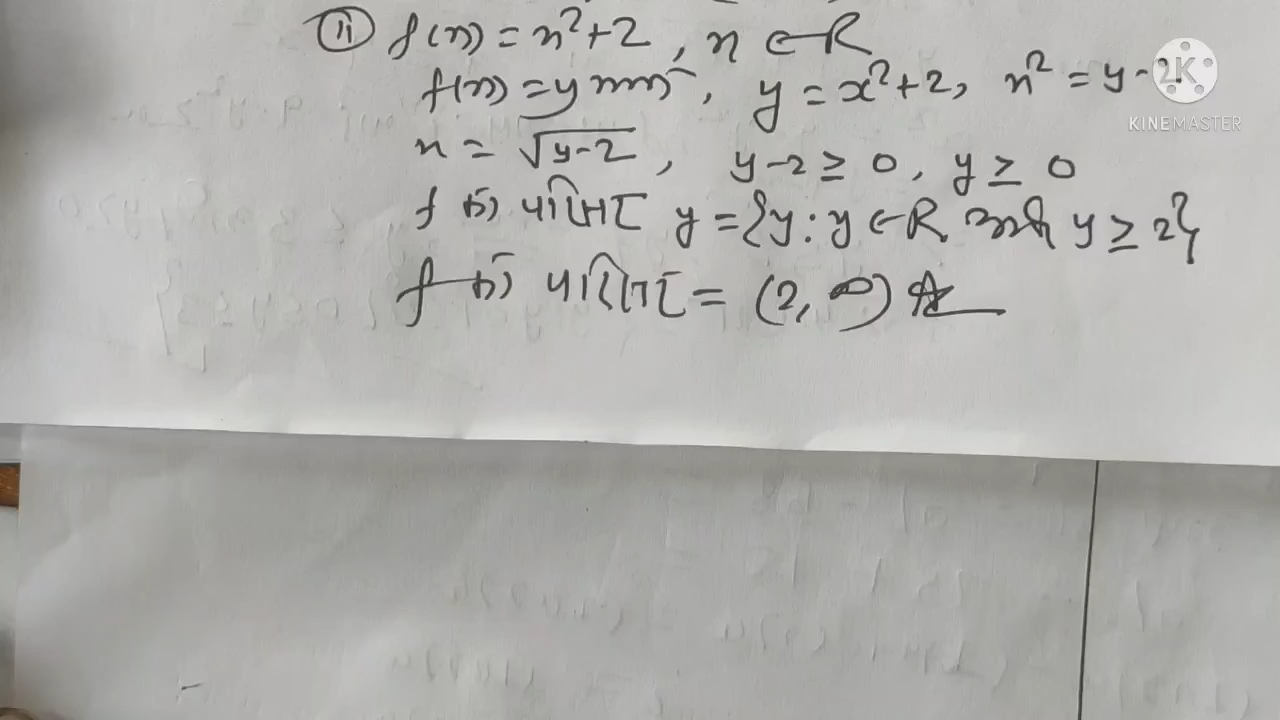 (ii) f(x) = x²+2 , x ∈ R
f(x) = y माना , y = x²+2, x² = y-2
x = √y-2 , y-2 ≥ 0, y ≥ 0
f का परिसर y = {y : y ∈ R और y ≥ 2}
f का परिसर = (2, ∞)
KINEMASTER